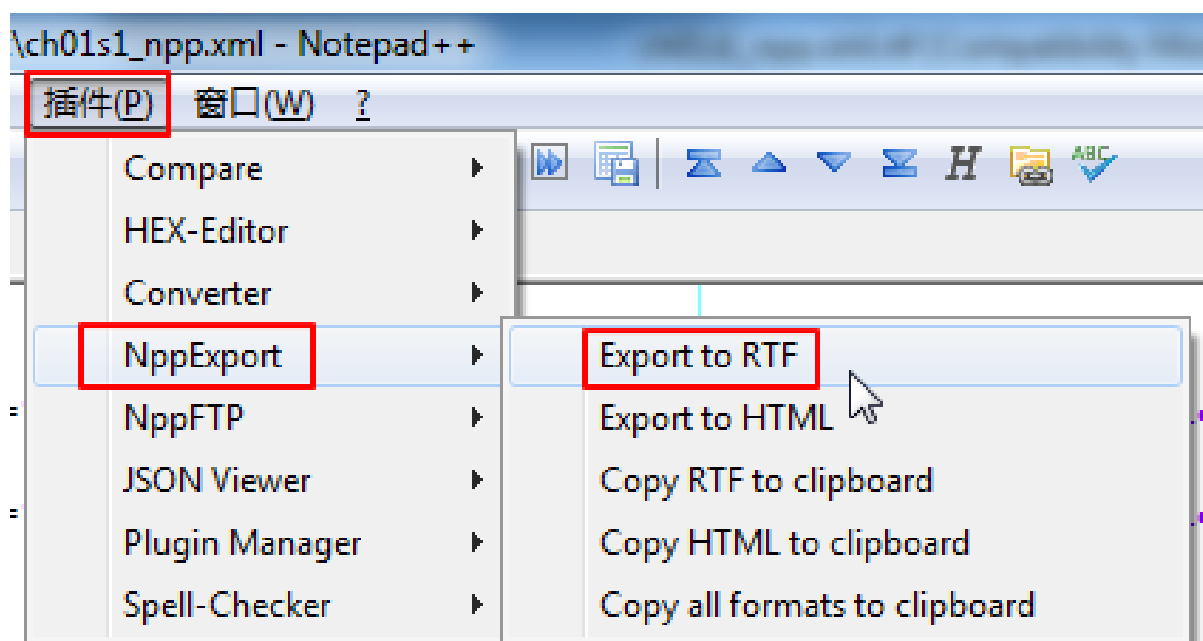 \ch01s1_npp.xml - Notepad++
插件(P) 窗口(W) ?
H ABC
Compare
HEX-Editor
Converter
NppExport
NppFTP
JSON Viewer
Plugin Manager
Spell-Checker
Export to RTF
Export to HTML
Copy RTF to clipboard
Copy HTML to clipboard
Copy all formats to clipboard
=
=